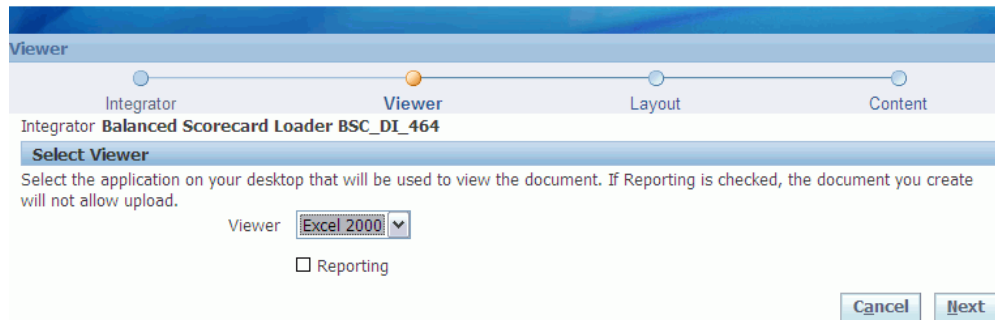 Viewer
Integrator Viewer Layout Content
Integrator Balanced Scorecard Loader BSC_DI_464
Select Viewer
Select the application on your desktop that will be used to view the document. If Reporting is checked, the document you create
will not allow upload.
Viewer Excel 2000
Reporting
Cancel Next